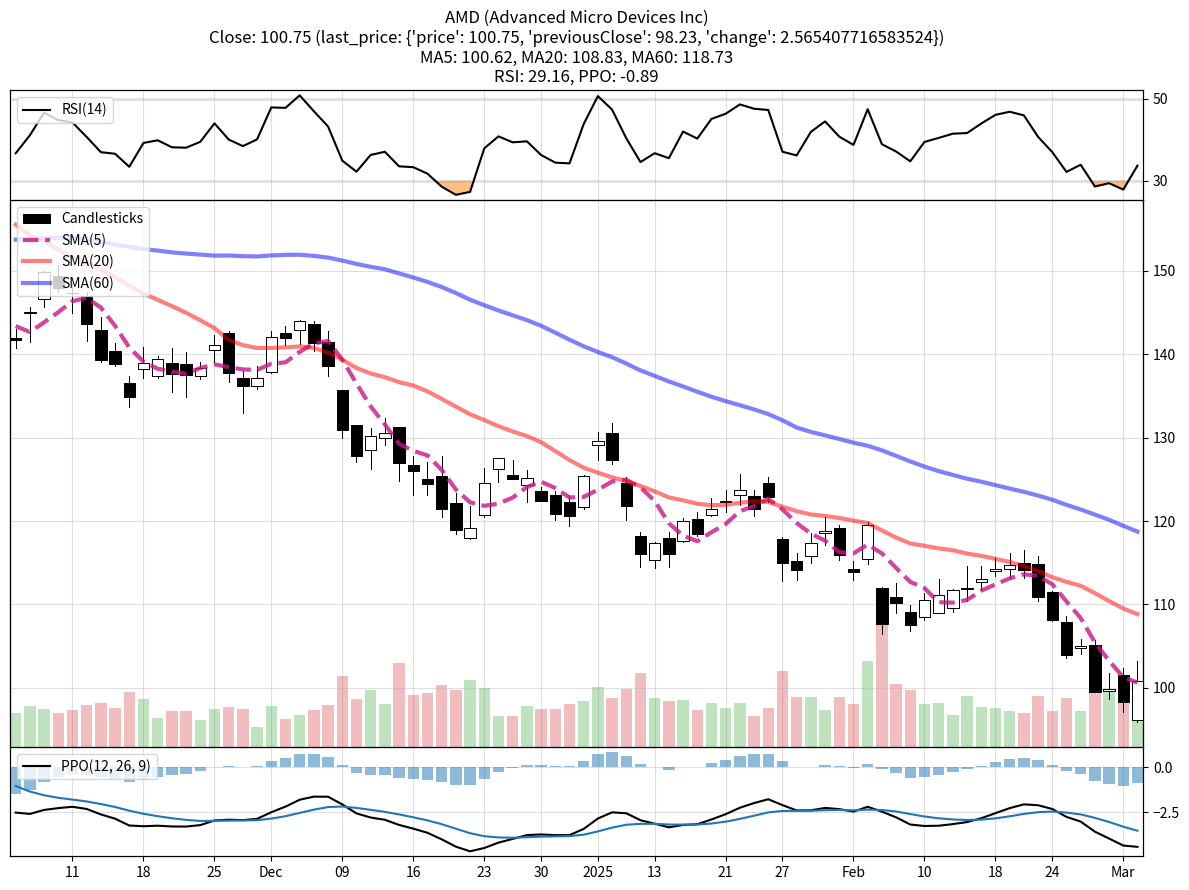 AMD (Advanced Micro Devices Inc)
Close: 100.75 (last_price: {'price': 100.75, 'previousClose': 98.23, 'change': 2.565407716583524})
MA5: 100.62, MA20: 108.83, MA60: 118.73
RSI: 29.16, PPO: -0.89
RSI(14)
50
30
Candlesticks
SMA(5)
SMA(20)
SMA(60)
150
140
130
120
110
100
PPO(12, 26, 9)
0.0
−2.5
11 18 25 Dec 09 16 23 30 2025 13 21 27 Feb 10 18 24 Mar